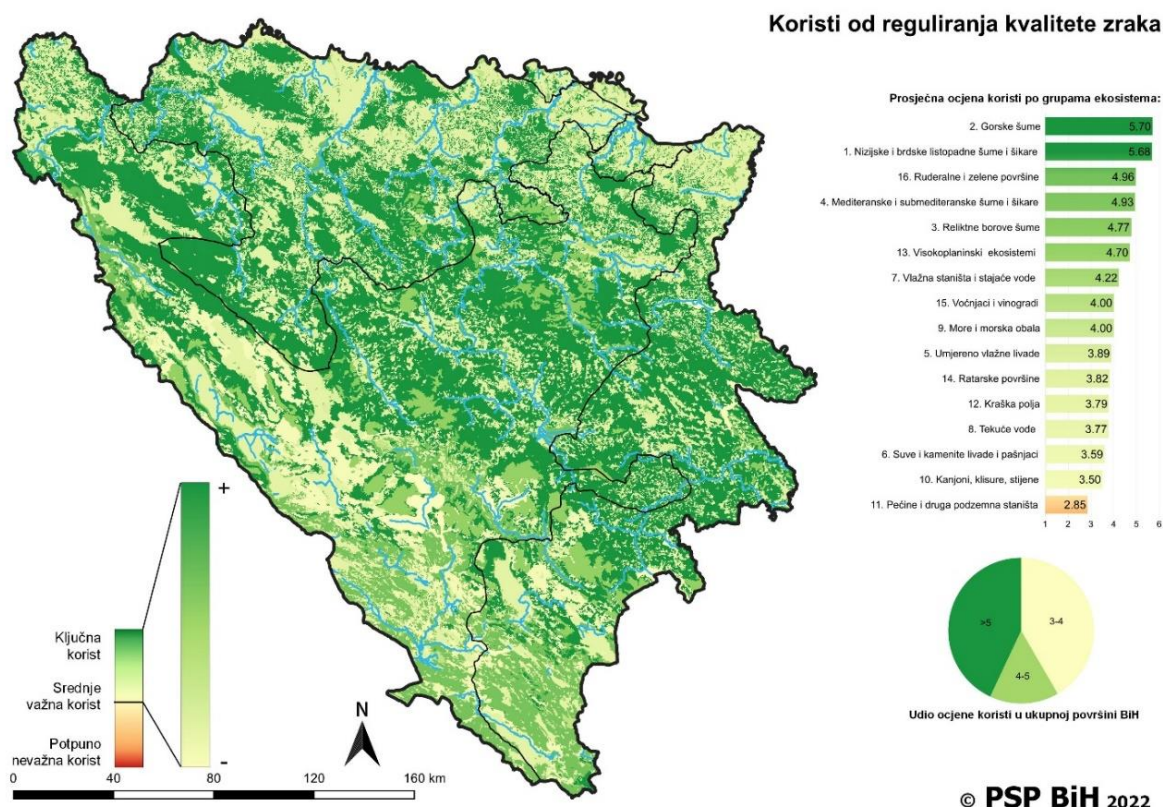 Koristi od reguliranja kvalitete zraka
Prosječna ocjena koristi po grupama ekosistema:
2. Gorske šume 5.70
1. Nizijske i brdske listopadne šume i šikare 5.68
16. Ruderalne i zelene površine 4.96
4. Mediteranske i submediteranske šume i šikare 4.93
3. Reliktne borove šume 4.77
13. Visokoplaninski ekosistemi 4.70
7. Vlažna staništa i stajaće vode 4.22
15. Voćnjaci i vinogradi 4.00
9. More i morska obala 4.00
5. Umjereno vlažne livade 3.89
14. Ratarske površine 3.82
12. Kraška polja 3.79
8. Tekuće vode 3.77
6. Suve i kamenite livade i pašnjaci 3.59
10. Kanjoni, klisure, stijene 3.50
11. Pećine i druga podzemna staništa 2.85
1 2 3 4 5 6
>5
3-4
4-5
Udio ocjene koristi u ukupnoj površini BiH
+
Ključna
korist
Srednje
važna korist
Potpuno
nevažna korist
-
N
0 40 80 120 160 km
© PSP BiH 2022